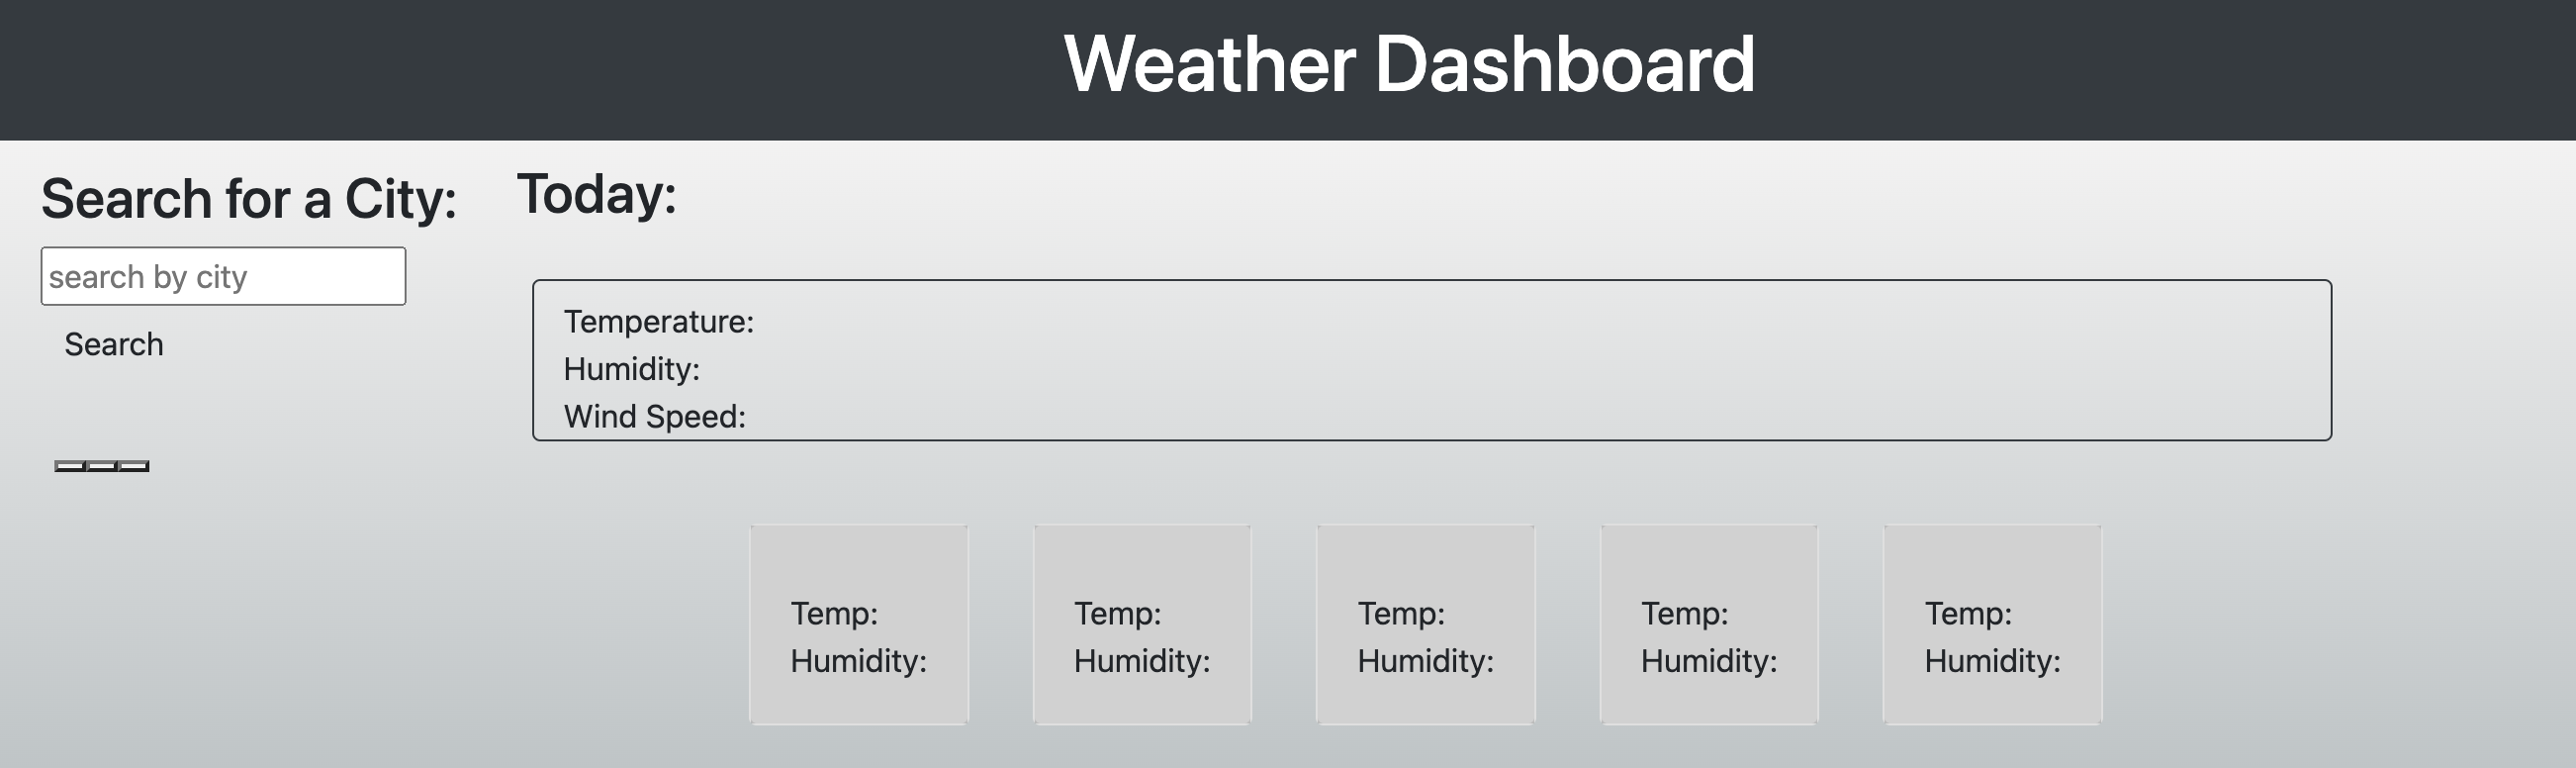 Weather Dashboard
Search for a City:
search by city
Search
Today:
Temperature:
Humidity:
Wind Speed:
Temp:
Humidity:
Temp:
Humidity:
Temp:
Humidity:
Temp:
Humidity:
Temp:
Humidity: